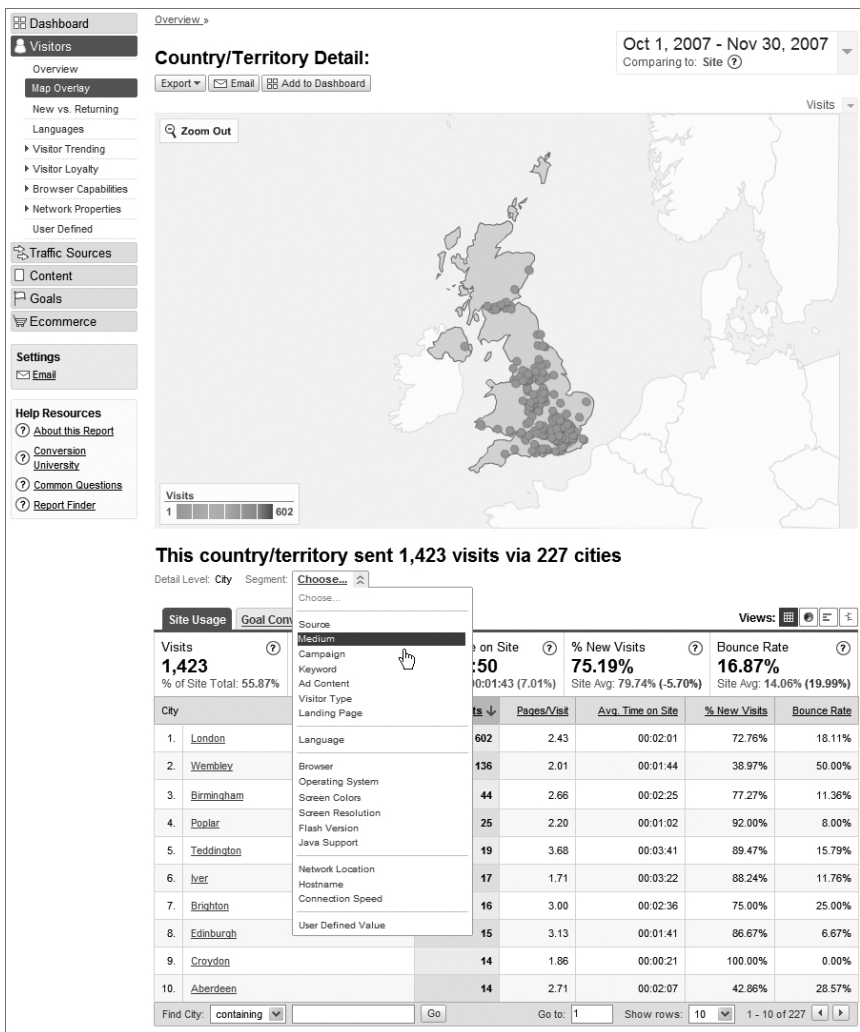 Dashboard
Visitors
Overview
Map Overlay
New vs. Returning
Languages
Visitor Trending
Visitor Loyalty
Browser Capabilities
Network Properties
User Defined
Traffic Sources
Content
Goals
Ecommerce
Settings
Email
Help Resources
? About this Report
? Conversion
University
? Common Questions
? Report Finder
Overview »
Country/Territory Detail:
Export Email Add to Dashboard
Oct 1, 2007 - Nov 30, 2007
Comparing to: Site ?
Visits
Zoom Out
Visits
1 602
This country/territory sent 1,423 visits via 227 cities
Detail Level: City Segment: Choose...
Choose...
Source
Medium
Campaign
Keyword
Ad Content
Visitor Type
Landing Page
Language
Browser
Operating System
Screen Colors
Screen Resolution
Flash Version
Java Support
Network Location
Hostname
Connection Speed
User Defined Value
Site Usage Goal Views:
Visits ? on Site ? % New Visits ? Bounce Rate ?
1,423 :50 75.19% 16.87%
% of Site Total: 55.87% 00:01:43 (7.01%) Site Avg: 79.74% (-5.70%) Site Avg: 14.06% (19.99%)
City Pages/Visit Avg. Time on Site % New Visits Bounce Rate
1. London 602 2.43 00:02:01 72.76% 18.11%
2. Wembley 136 2.01 00:01:44 38.97% 50.00%
3. Birmingham 44 2.66 00:02:25 77.27% 11.36%
4. Poplar 25 2.20 00:01:02 92.00% 8.00%
5. Teddington 19 3.68 00:03:41 89.47% 15.79%
6. Iver 17 1.71 00:03:22 88.24% 11.76%
7. Brighton 16 3.00 00:02:36 75.00% 25.00%
8. Edinburgh 15 3.13 00:01:41 86.67% 6.67%
9. Croydon 14 1.86 00:00:21 100.00% 0.00%
10. Aberdeen 14 2.71 00:02:07 42.86% 28.57%
Find City: containing Go Go to: 1 Show rows: 10 1 - 10 of 227